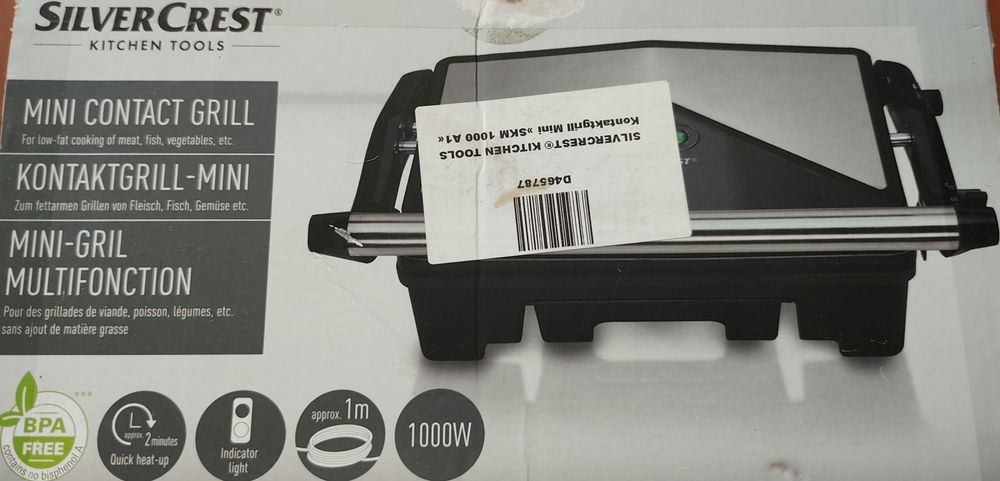 SILVERCREST®
KITCHEN TOOLS
MINI CONTACT GRILL
For low-fat cooking of meat, fish, vegetables, etc.
KONTAKTGRILL-MINI
Zum fettarmen Grillen von Fleisch, Fisch, Gemüse etc.
MINI-GRIL
MULTIFONCTION
Pour des grillades de viande, poisson, légumes, etc.
sans ajout de matière grasse
SILVERCREST® KITCHEN TOOLS
Kontaktgrill Mini »SKM 1000 A1«
D465787
***
BPA
FREE
contains no bisphenol A
approx. 2 minutes
Quick heat-up
Indicator
light
approx. 1m
1000W